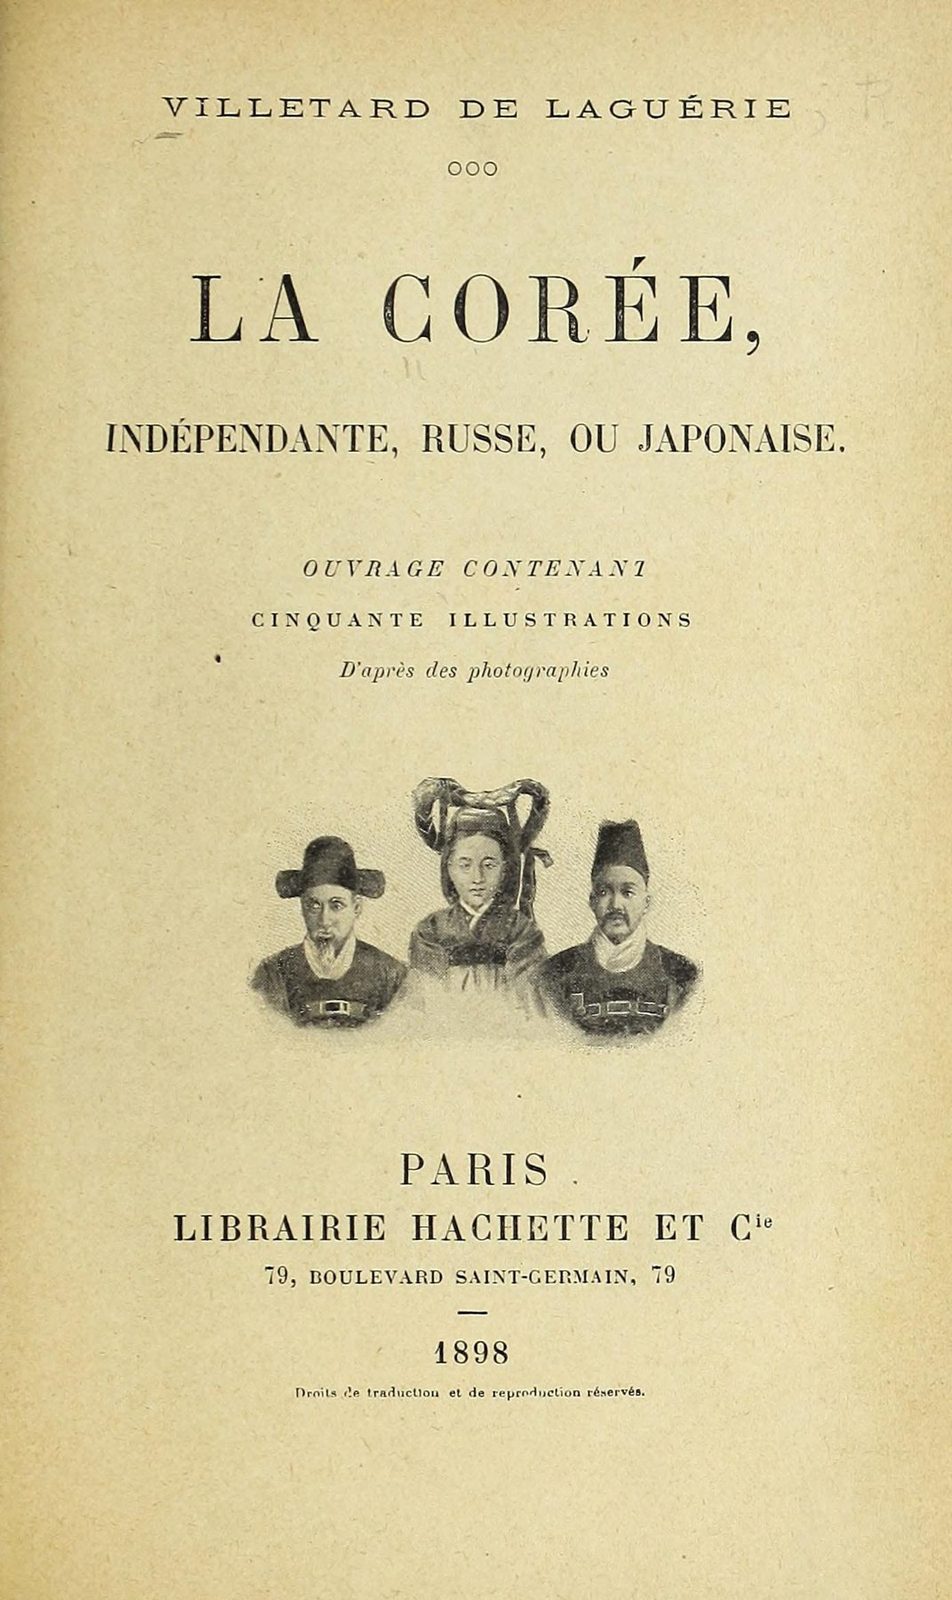 VILLETARD DE LAGUÉRIE
LA CORÉE,
INDÉPENDANTE, RUSSE, OU JAPONAISE.
OUVRAGE CONTENANT
CINQUANTE ILLUSTRATIONS
D'après des photographies
PARIS
LIBRAIRIE HACHETTE ET Cie
79, BOULEVARD SAINT-GERMAIN, 79
1898
Droits de traduction et de reproduction réservés.